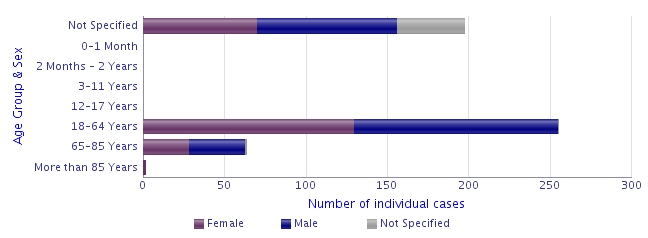 Age Group & Sex
Not Specified
0-1 Month
2 Months - 2 Years
3-11 Years
12-17 Years
18-64 Years
65-85 Years
More than 85 Years
0 50 100 150 200 250 300
Number of individual cases
Female Male Not Specified